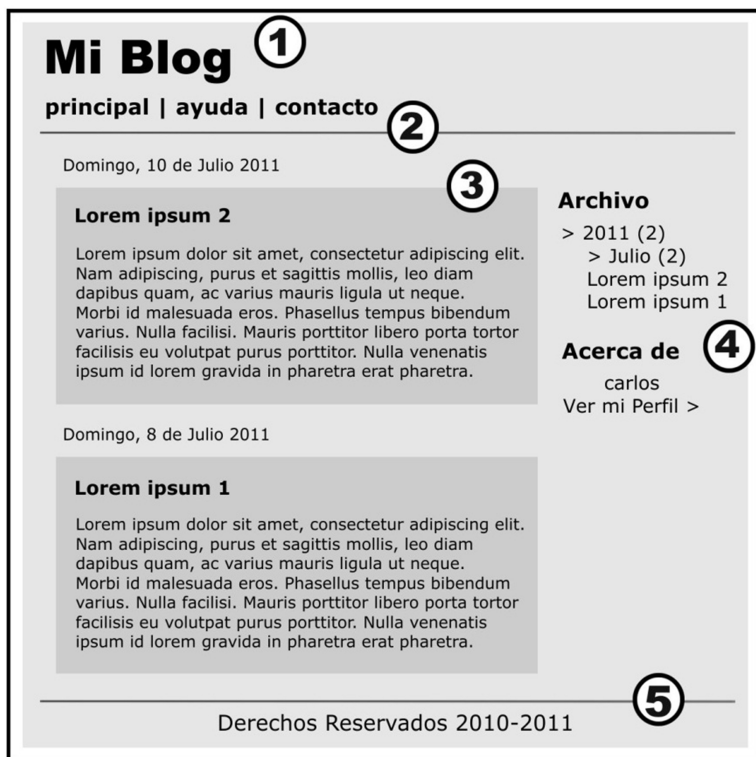 Mi Blog
1
principal | ayuda | contacto
2
Domingo, 10 de Julio 2011
3
Lorem ipsum 2
Lorem ipsum dolor sit amet, consectetur adipiscing elit.
Nam adipiscing, purus et sagittis mollis, leo diam
dapibus quam, ac varius mauris ligula ut neque.
Morbi id malesuada eros. Phasellus tempus bibendum
varius. Nulla facilisi. Mauris porttitor libero porta tortor
facilisis eu volutpat purus porttitor. Nulla venenatis
ipsum id lorem gravida in pharetra erat pharetra.
Domingo, 8 de Julio 2011
Lorem ipsum 1
Lorem ipsum dolor sit amet, consectetur adipiscing elit.
Nam adipiscing, purus et sagittis mollis, leo diam
dapibus quam, ac varius mauris ligula ut neque.
Morbi id malesuada eros. Phasellus tempus bibendum
varius. Nulla facilisi. Mauris porttitor libero porta tortor
facilisis eu volutpat purus porttitor. Nulla venenatis
ipsum id lorem gravida in pharetra erat pharetra.
Archivo
> 2011 (2)
> Julio (2)
Lorem ipsum 2
Lorem ipsum 1
Acerca de
4
carlos
Ver mi Perfil >
5
Derechos Reservados 2010-2011